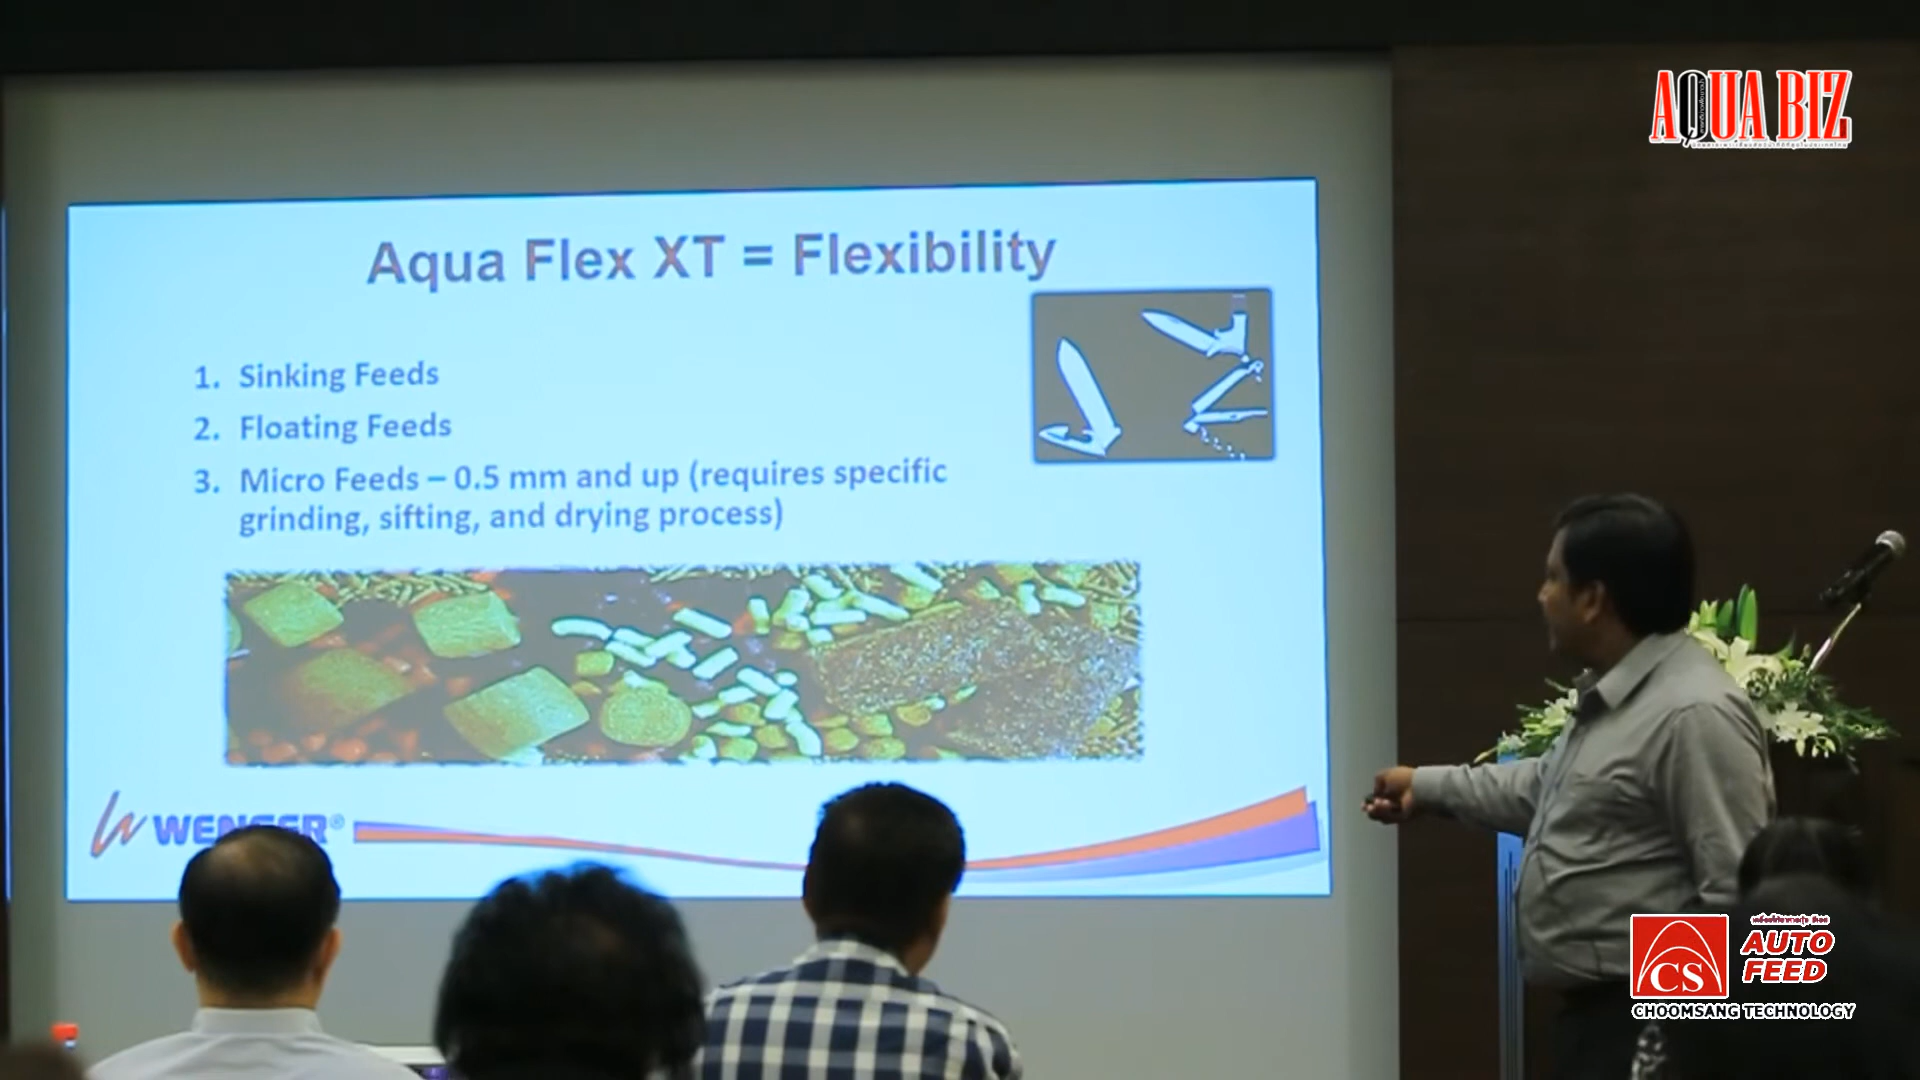 AQUA BIZ
Aqua Flex XT = Flexibility
1. Sinking Feeds
2. Floating Feeds
3. Micro Feeds – 0.5 mm and up (requires specific
grinding, sifting, and drying process)
WENGER®
CS
AUTO
FEED
CHOOMSANG TECHNOLOGY